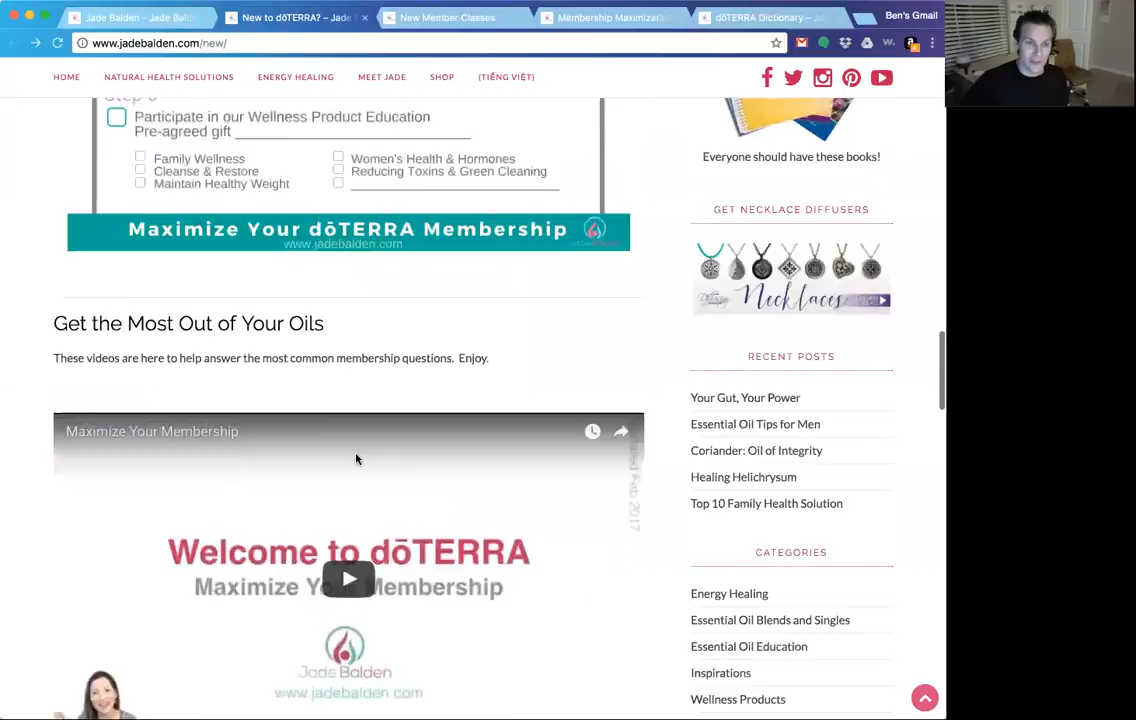 Jade Balden - Jade Bald
New to dōTERRA? – Jade
New Member Classes
Membership Maximizati
dōTERRA Dictionary – J
Ben's Gmail
www.jadebalden.com/new/
HOME
NATURAL HEALTH SOLUTIONS
ENERGY HEALING
MEET JADE
SHOP
(TIẾNG VIỆT)
Participate in our Wellness Product Education
Pre-agreed gift
Family Wellness
Women's Health & Hormones
Cleanse & Restore
Reducing Toxins & Green Cleaning
Maintain Healthy Weight
Maximize Your dōTERRA Membership
www.jadebalden.com
Get the Most Out of Your Oils
These videos are here to help answer the most common membership questions. Enjoy.
Maximize Your Membership
Feb 2017
Welcome to dōTERRA
Maximize Yo Membership
Jade Balden
www.jadebalden.com
Everyone should have these books!
GET NECKLACE DIFFUSERS
Necklaces
RECENT POSTS
Your Gut, Your Power
Essential Oil Tips for Men
Coriander: Oil of Integrity
Healing Helichrysum
Top 10 Family Health Solution
CATEGORIES
Energy Healing
Essential Oil Blends and Singles
Essential Oil Education
Inspirations
Wellness Products